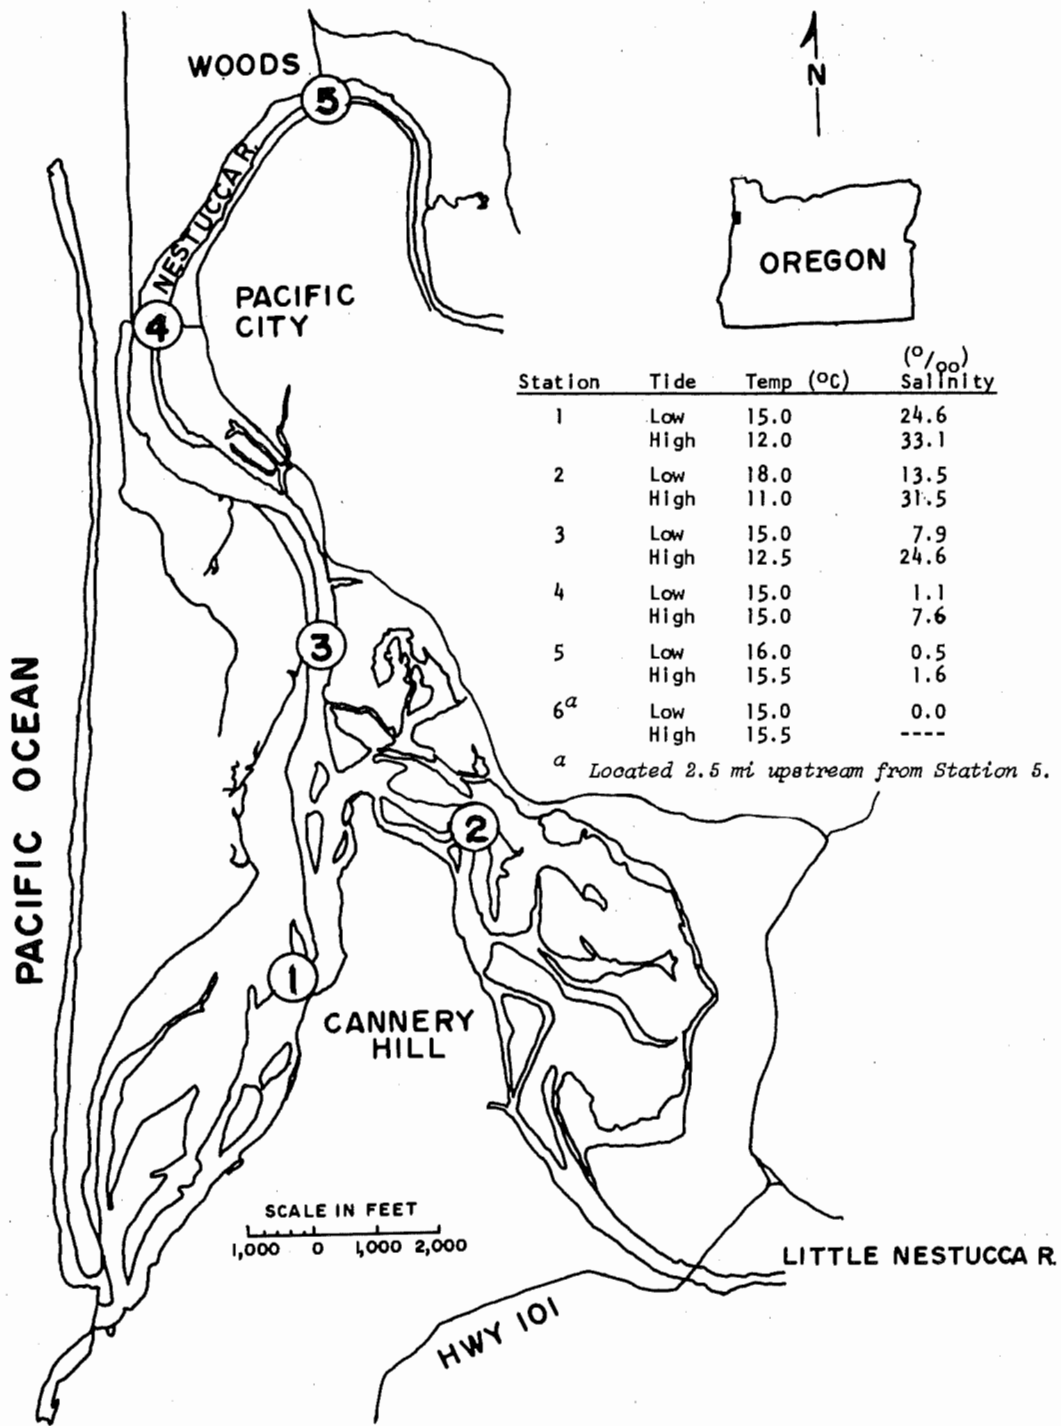 WOODS
5
N
NESTUCCA R.
OREGON
PACIFIC
CITY
4
(o/oo)
Station Tide Temp (°C) Salinity
1 Low 15.0 24.6
High 12.0 33.1
2 Low 18.0 13.5
High 11.0 31.5
3 Low 15.0 7.9
High 12.5 24.6
4 Low 15.0 1.1
High 15.0 7.6
5 Low 16.0 0.5
High 15.5 1.6
6a Low 15.0 0.0
High 15.5 ----
a Located 2.5 mi upstream from Station 5.
3
PACIFIC OCEAN
2
1
CANNERY
HILL
SCALE IN FEET
1,000 0 1,000 2,000
LITTLE NESTUCCA R.
HWY 101